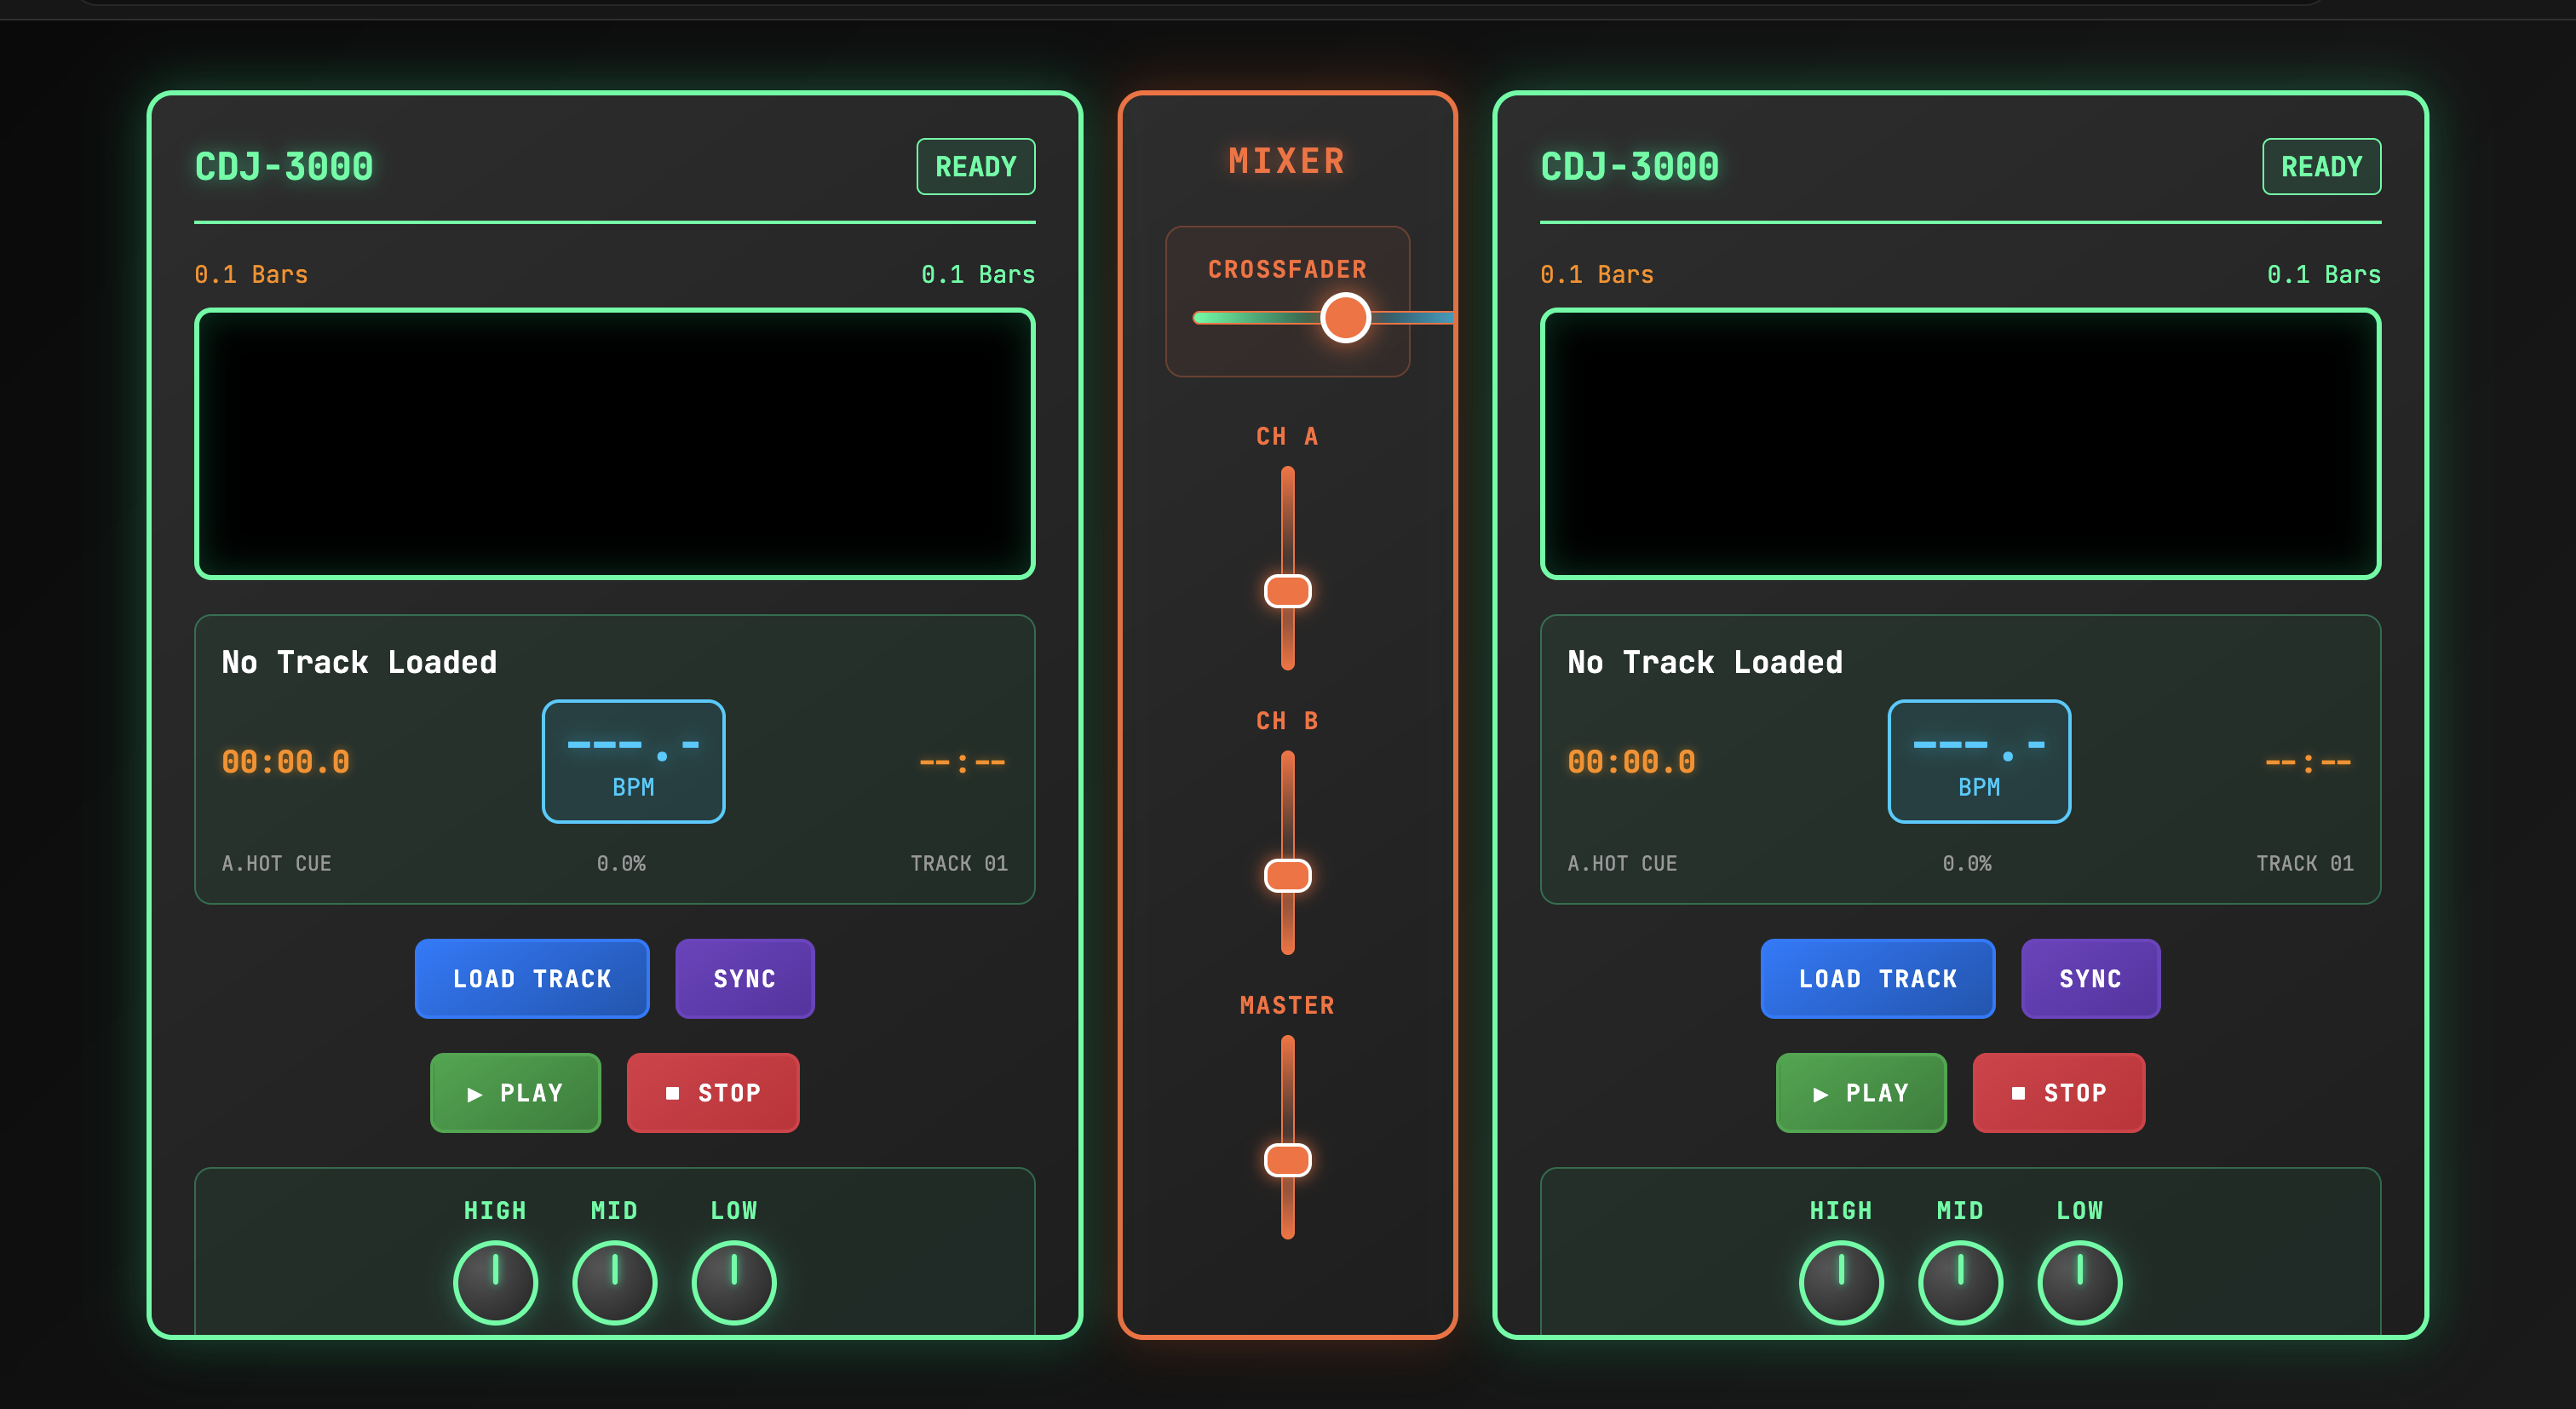 CDJ-3000 READY
0.1 Bars 0.1 Bars
No Track Loaded
00:00.0 ---.- --:--
BPM
A.HOT CUE 0.0% TRACK 01
LOAD TRACK SYNC
▶ PLAY ■ STOP
HIGH MID LOW
MIXER
CROSSFADER
CH A
CH B
MASTER
CDJ-3000 READY
0.1 Bars 0.1 Bars
No Track Loaded
00:00.0 ---.- --:--
BPM
A.HOT CUE 0.0% TRACK 01
LOAD TRACK SYNC
▶ PLAY ■ STOP
HIGH MID LOW